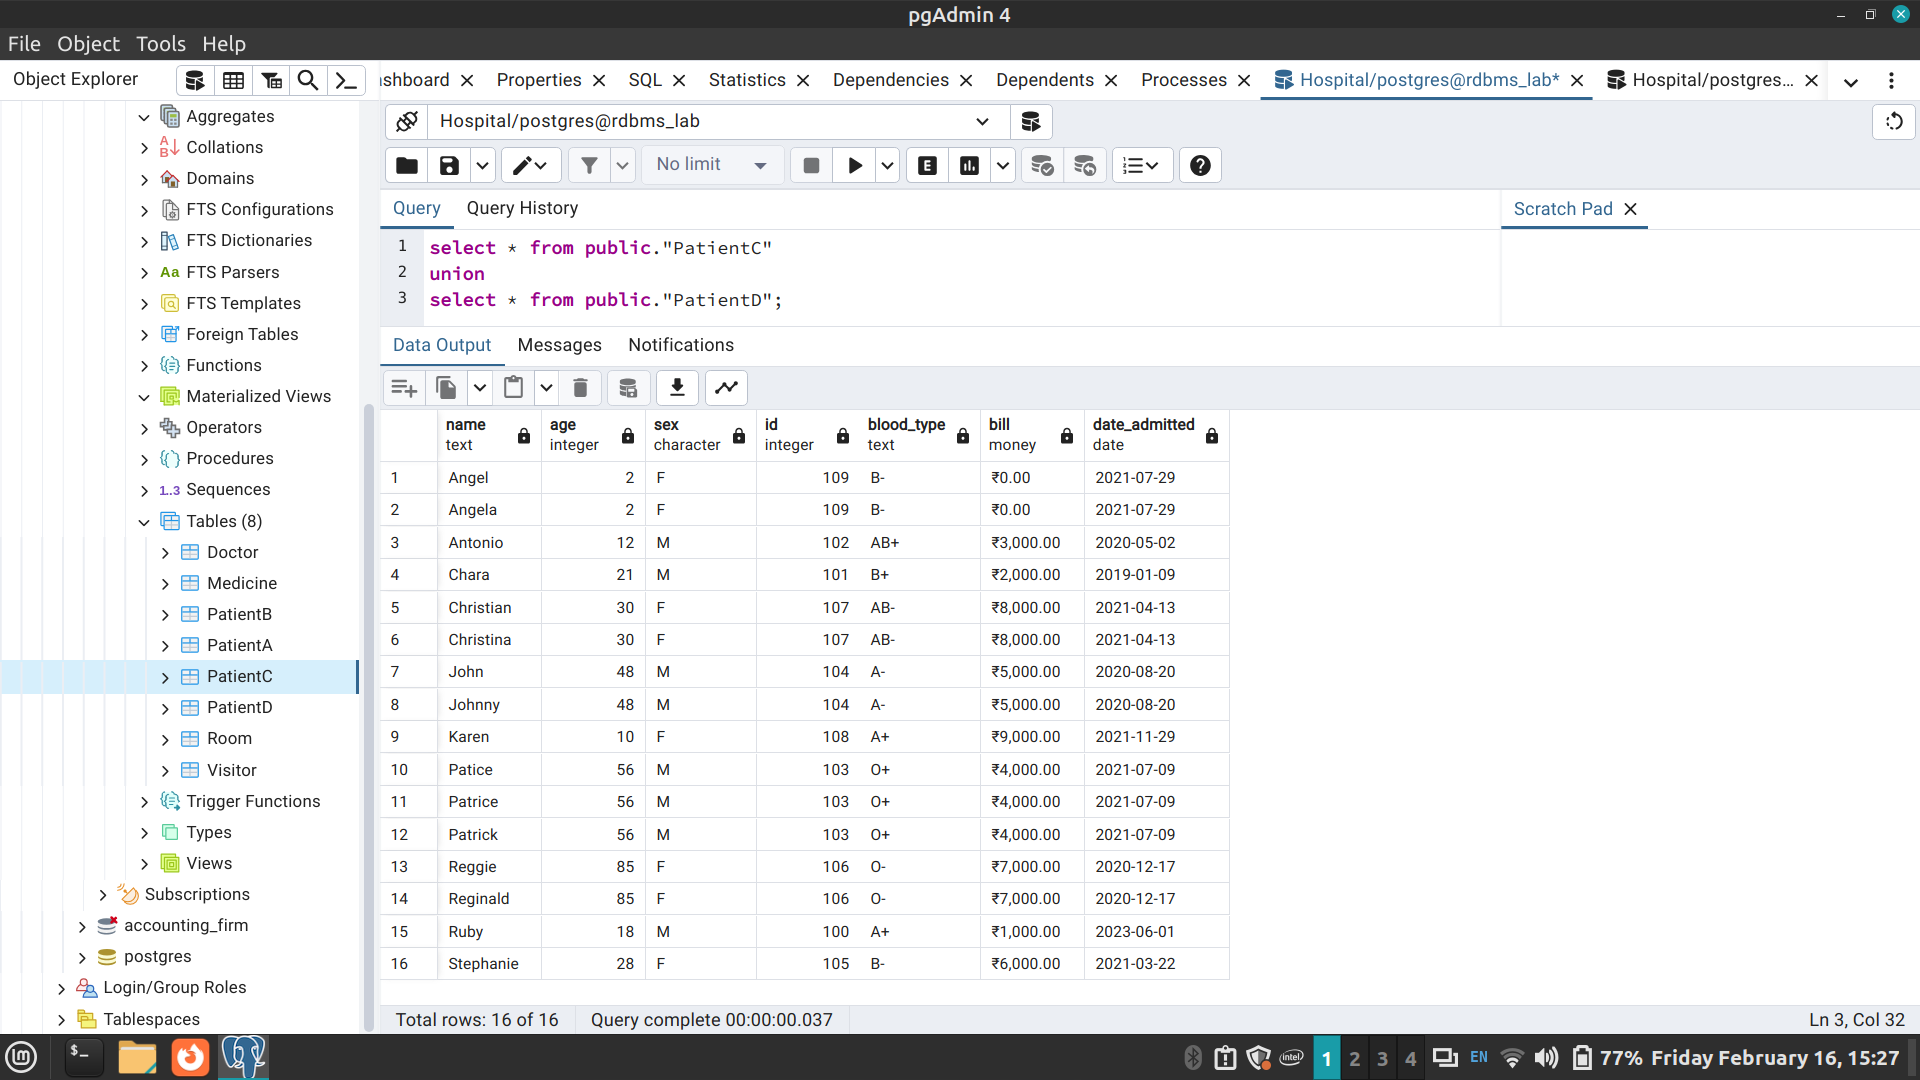 pgAdmin 4
File Object Tools Help
Object Explorer
shboard Properties SQL Statistics Dependencies Dependents Processes Hospital/postgres@rdbms_lab* Hospital/postgres...
Aggregates
Collations
Domains
FTS Configurations
FTS Dictionaries
Aa FTS Parsers
FTS Templates
Foreign Tables
Functions
Materialized Views
Operators
Procedures
1..3 Sequences
Tables (8)
Doctor
Medicine
PatientB
PatientA
PatientC
PatientD
Room
Visitor
Trigger Functions
Types
Views
Subscriptions
accounting_firm
postgres
Login/Group Roles
Tablespaces
Hospital/postgres@rdbms_lab
No limit E
Query Query History
Scratch Pad
1 select * from public."PatientC"
2 union
3 select * from public."PatientD";
Data Output Messages Notifications
name age sex id blood_type bill date_admitted
text integer character integer text money date
1 Angel 2 F 109 B- ₹0.00 2021-07-29
2 Angela 2 F 109 B- ₹0.00 2021-07-29
3 Antonio 12 M 102 AB+ ₹3,000.00 2020-05-02
4 Chara 21 M 101 B+ ₹2,000.00 2019-01-09
5 Christian 30 F 107 AB- ₹8,000.00 2021-04-13
6 Christina 30 F 107 AB- ₹8,000.00 2021-04-13
7 John 48 M 104 A- ₹5,000.00 2020-08-20
8 Johnny 48 M 104 A- ₹5,000.00 2020-08-20
9 Karen 10 F 108 A+ ₹9,000.00 2021-11-29
10 Patice 56 M 103 O+ ₹4,000.00 2021-07-09
11 Patrice 56 M 103 O+ ₹4,000.00 2021-07-09
12 Patrick 56 M 103 O+ ₹4,000.00 2021-07-09
13 Reggie 85 F 106 O- ₹7,000.00 2020-12-17
14 Reginald 85 F 106 O- ₹7,000.00 2020-12-17
15 Ruby 18 M 100 A+ ₹1,000.00 2023-06-01
16 Stephanie 28 F 105 B- ₹6,000.00 2021-03-22
Total rows: 16 of 16 Query complete 00:00:00.037 Ln 3, Col 32
intel 1 2 3 4 EN 77% Friday February 16, 15:27